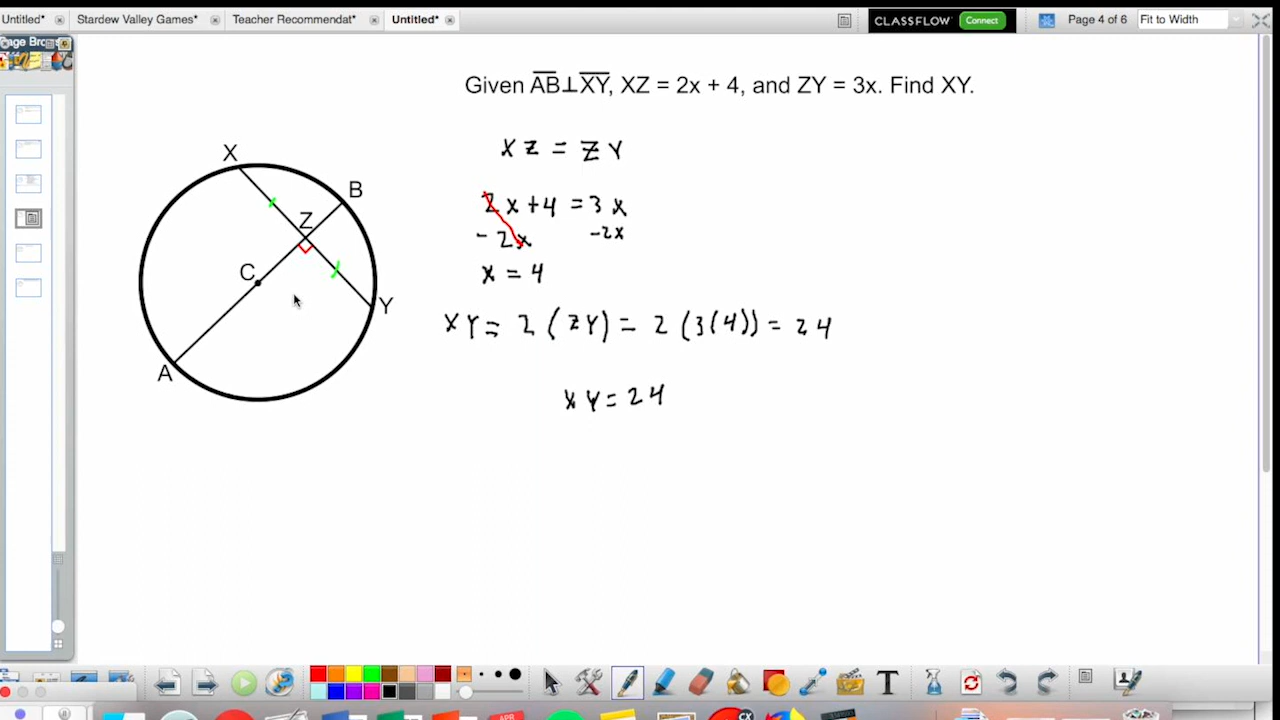 Untitled* Stardew Valley Games* Teacher Recommendat* Untitled* CLASSFLOW Connect Page 4 of 6 Fit to Width
Page Bro
Given AB⊥XY, XZ = 2x + 4, and ZY = 3x. Find XY.
XZ = ZY
X
B
2x+4 = 3x
Z
-2x -2x
C
x = 4
Y
XY = 2(ZY) = 2(3(4)) = 24
A
XY = 24
T